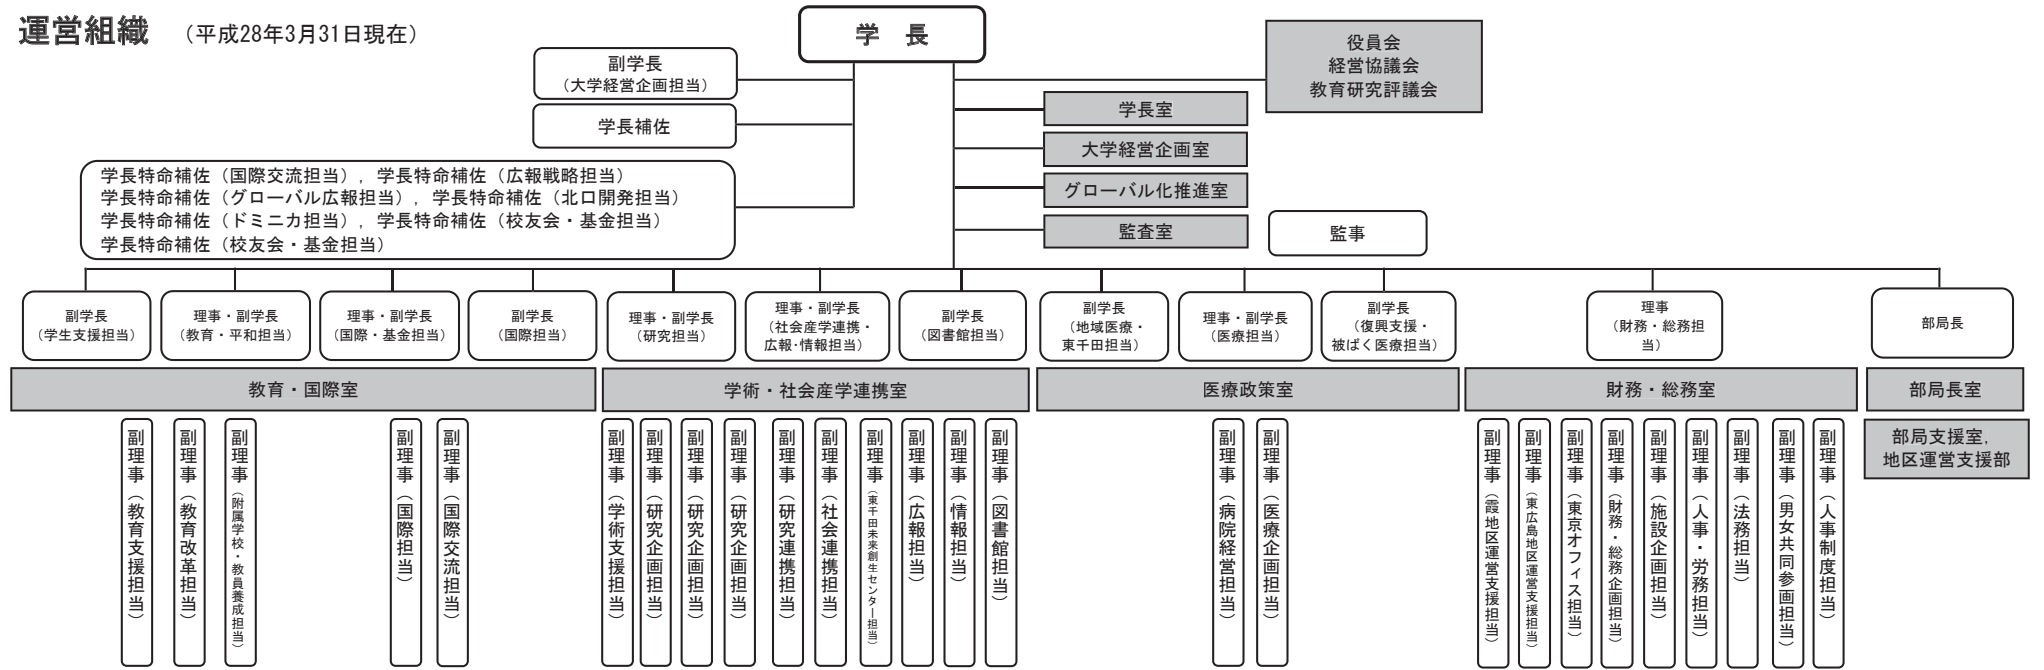 運営組織 （平成28年3月31日現在）
学 長
役員会
経営協議会
教育研究評議会
副学長
（大学経営企画担当）
学長補佐
学長特命補佐（国際交流担当），学長特命補佐（広報戦略担当）
学長特命補佐（グローバル広報担当），学長特命補佐（北口開発担当）
学長特命補佐（ドミニカ担当），学長特命補佐（校友会・基金担当）
学長特命補佐（校友会・基金担当）
学長室
大学経営企画室
グローバル化推進室
監査室
監事
副学長
（学生支援担当）
理事・副学長
（教育・平和担当）
理事・副学長
（国際・基金担当）
副学長
（国際担当）
理事・副学長
（研究担当）
理事・副学長
（社会産学連携・
広報・情報担当）
副学長
（図書館担当）
副学長
（地域医療・
東千田担当）
理事・副学長
（医療担当）
副学長
（復興支援・
被ばく医療担当）
理事
（財務・総務担
当）
部局長
教育・国際室
学術・社会産学連携室
医療政策室
財務・総務室
部局長室
部局支援室，
地区運営支援部
副理事（教育支援担当）
副理事（教育改革担当）
副理事（附属学校・教員養成担当）
副理事（国際担当）
副理事（国際交流担当）
副理事（学術支援担当）
副理事（研究企画担当）
副理事（研究企画担当）
副理事（研究企画担当）
副理事（研究連携担当）
副理事（社会連携担当）
副理事（東千田未来創生センター担当）
副理事（広報担当）
副理事（情報担当）
副理事（図書館担当）
副理事（病院経営担当）
副理事（医療企画担当）
副理事（霞地区運営支援担当）
副理事（東広島地区運営支援担当）
副理事（東京オフィス担当）
副理事（財務・総務企画担当）
副理事（施設企画担当）
副理事（人事・労務担当）
副理事（法務担当）
副理事（男女共同参画担当）
副理事（人事制度担当）